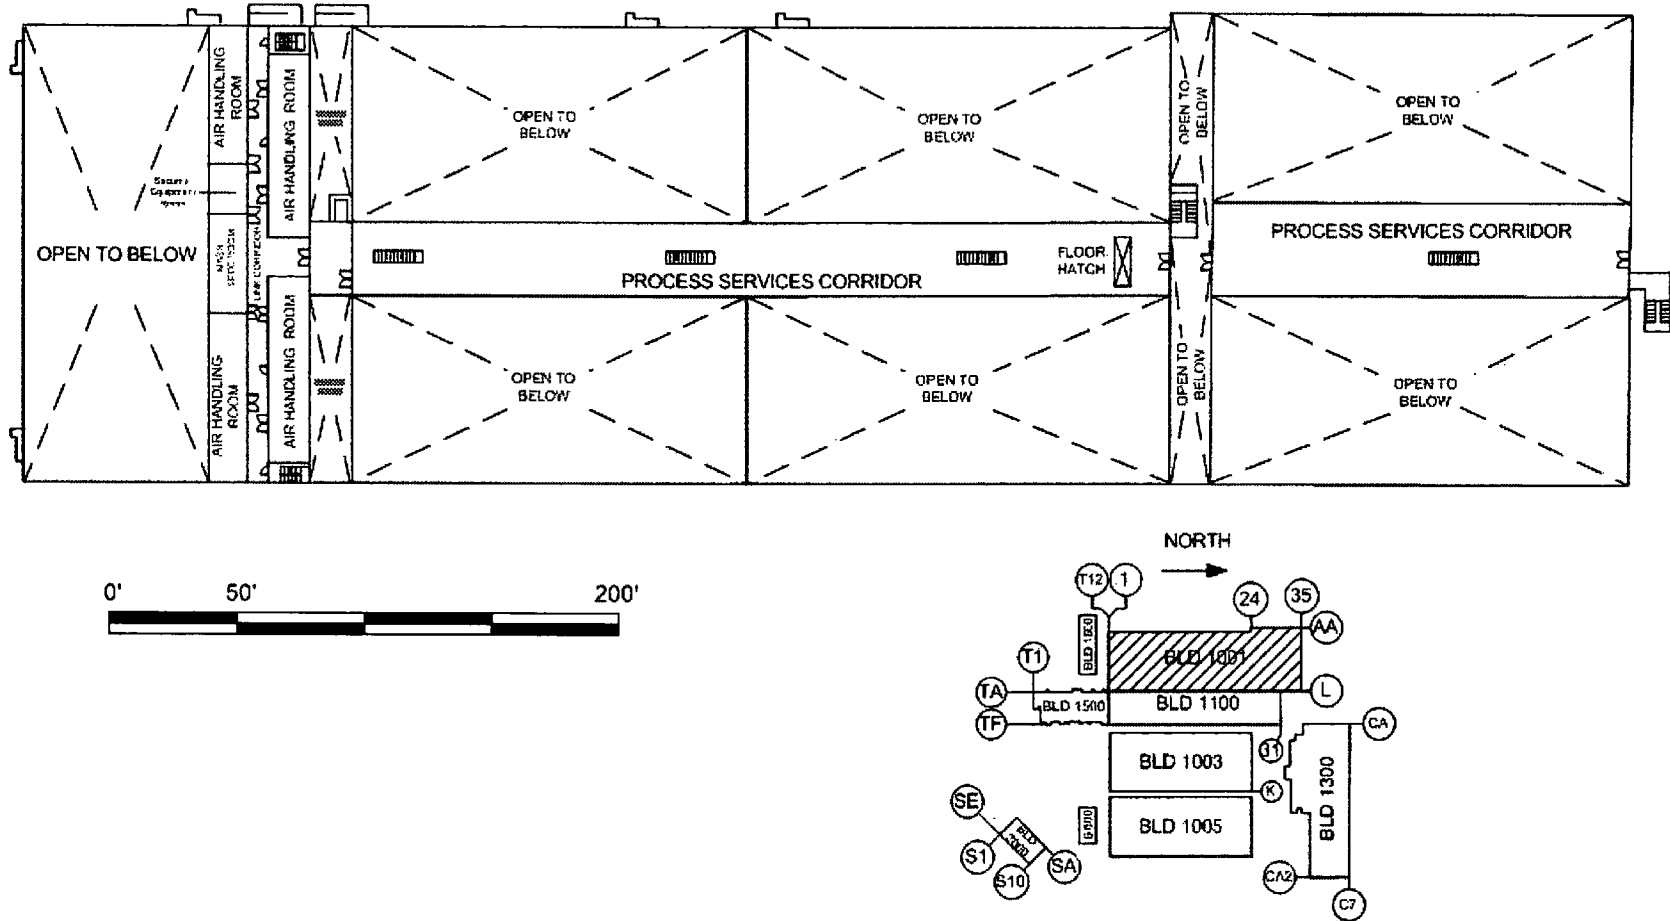 AIR HANDLING
ROOM
AIR HANDLING ROOM
OPEN TO
BELOW
OPEN TO
BELOW
OPEN TO
BELOW
OPEN TO
BELOW
OPEN TO BELOW
LINK CORRIDOR
PROCESS SERVICES CORRIDOR
FLOOR
HATCH
PROCESS SERVICES CORRIDOR
AIR HANDLING
ROOM
AIR HANDLING ROOM
OPEN TO
BELOW
OPEN TO
BELOW
OPEN TO
BELOW
OPEN TO
BELOW
0' 50' 200'
NORTH
T12 1
24 35
AA
BLD 1001
T1
TA
L
BLD 1500
BLD 1100
TF
CA
31
BLD 1003
K
BLD 1300
SE
BLD 1005
S1
SA
S10
CA2
C7